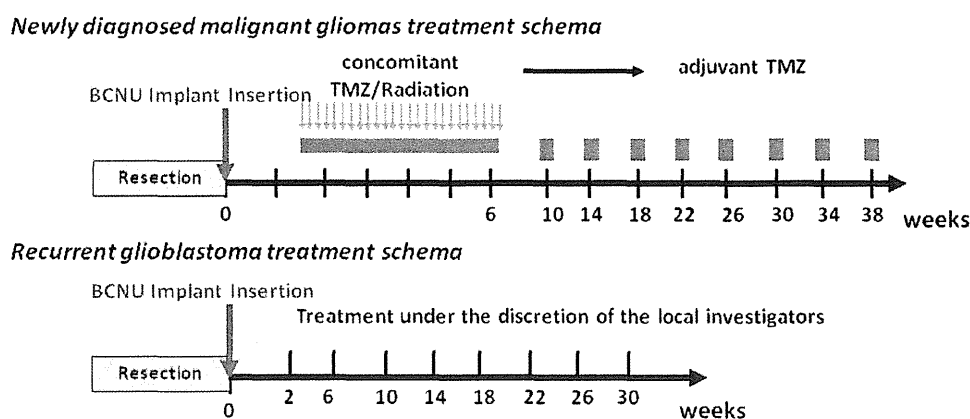 Newly diagnosed malignant gliomas treatment schema
concomitant
TMZ/Radiation
adjuvant TMZ
BCNU Implant Insertion
Resection
0 6 10 14 18 22 26 30 34 38 weeks
Recurrent glioblastoma treatment schema
BCNU Implant Insertion
Treatment under the discretion of the local investigators
Resection
0 2 6 10 14 18 22 26 30 weeks